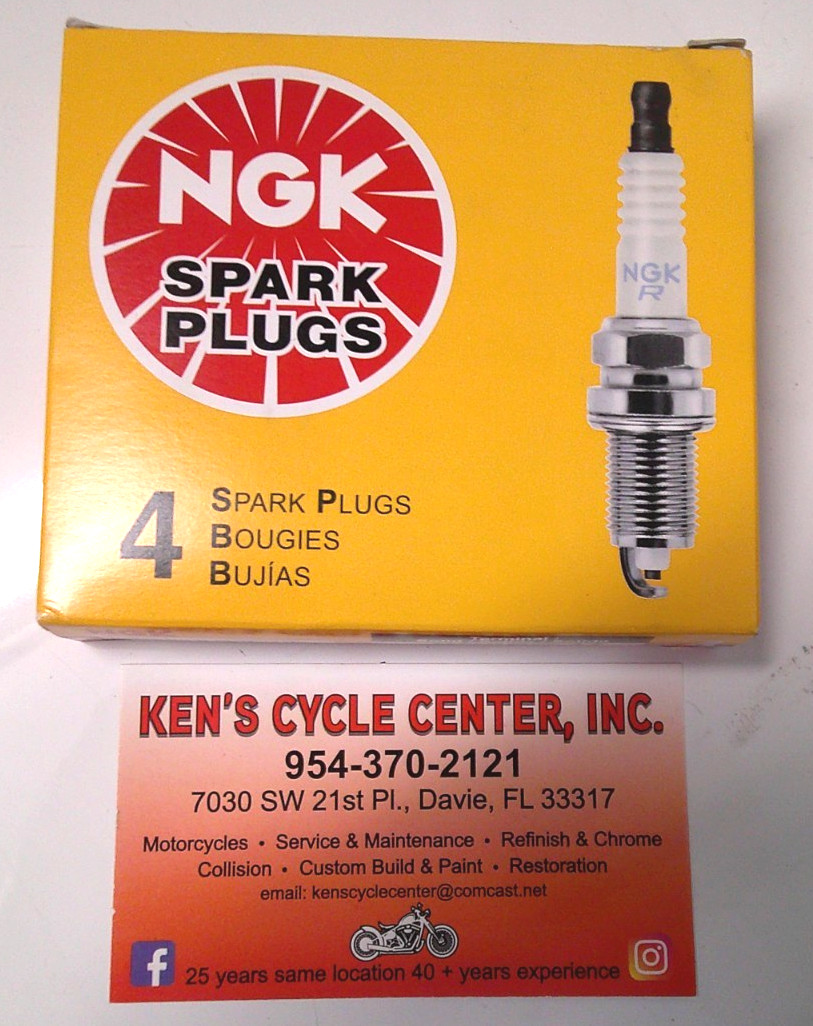 NGK
SPARK
PLUGS
NGK
R
4
SPARK PLUGS
BOUGIES
BUJÍAS
KEN'S CYCLE CENTER, INC.
954-370-2121
7030 SW 21st Pl., Davie, FL 33317
Motorcycles • Service & Maintenance • Refinish & Chrome
Collision • Custom Build & Paint • Restoration
email: kenscyclecenter@comcast.net
f
25 years same location 40 + years experience